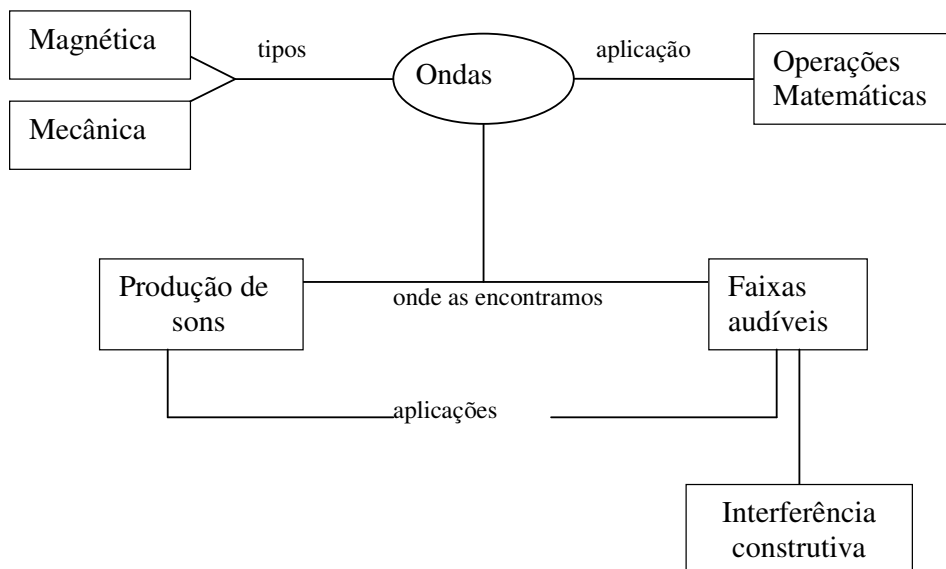 Magnética
tipos
Ondas
aplicação
Operações
Matemáticas
Mecânica
Produção de
sons
onde as encontramos
Faixas
audíveis
aplicações
Interferência
construtiva